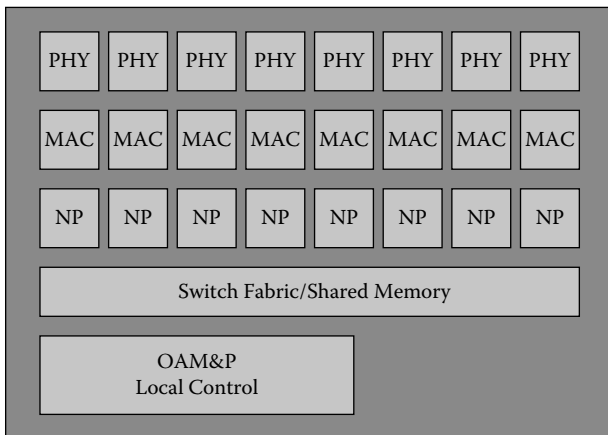 PHY PHY PHY PHY PHY PHY PHY PHY
MAC MAC MAC MAC MAC MAC MAC MAC
NP NP NP NP NP NP NP NP
Switch Fabric/Shared Memory
OAM&P
Local Control